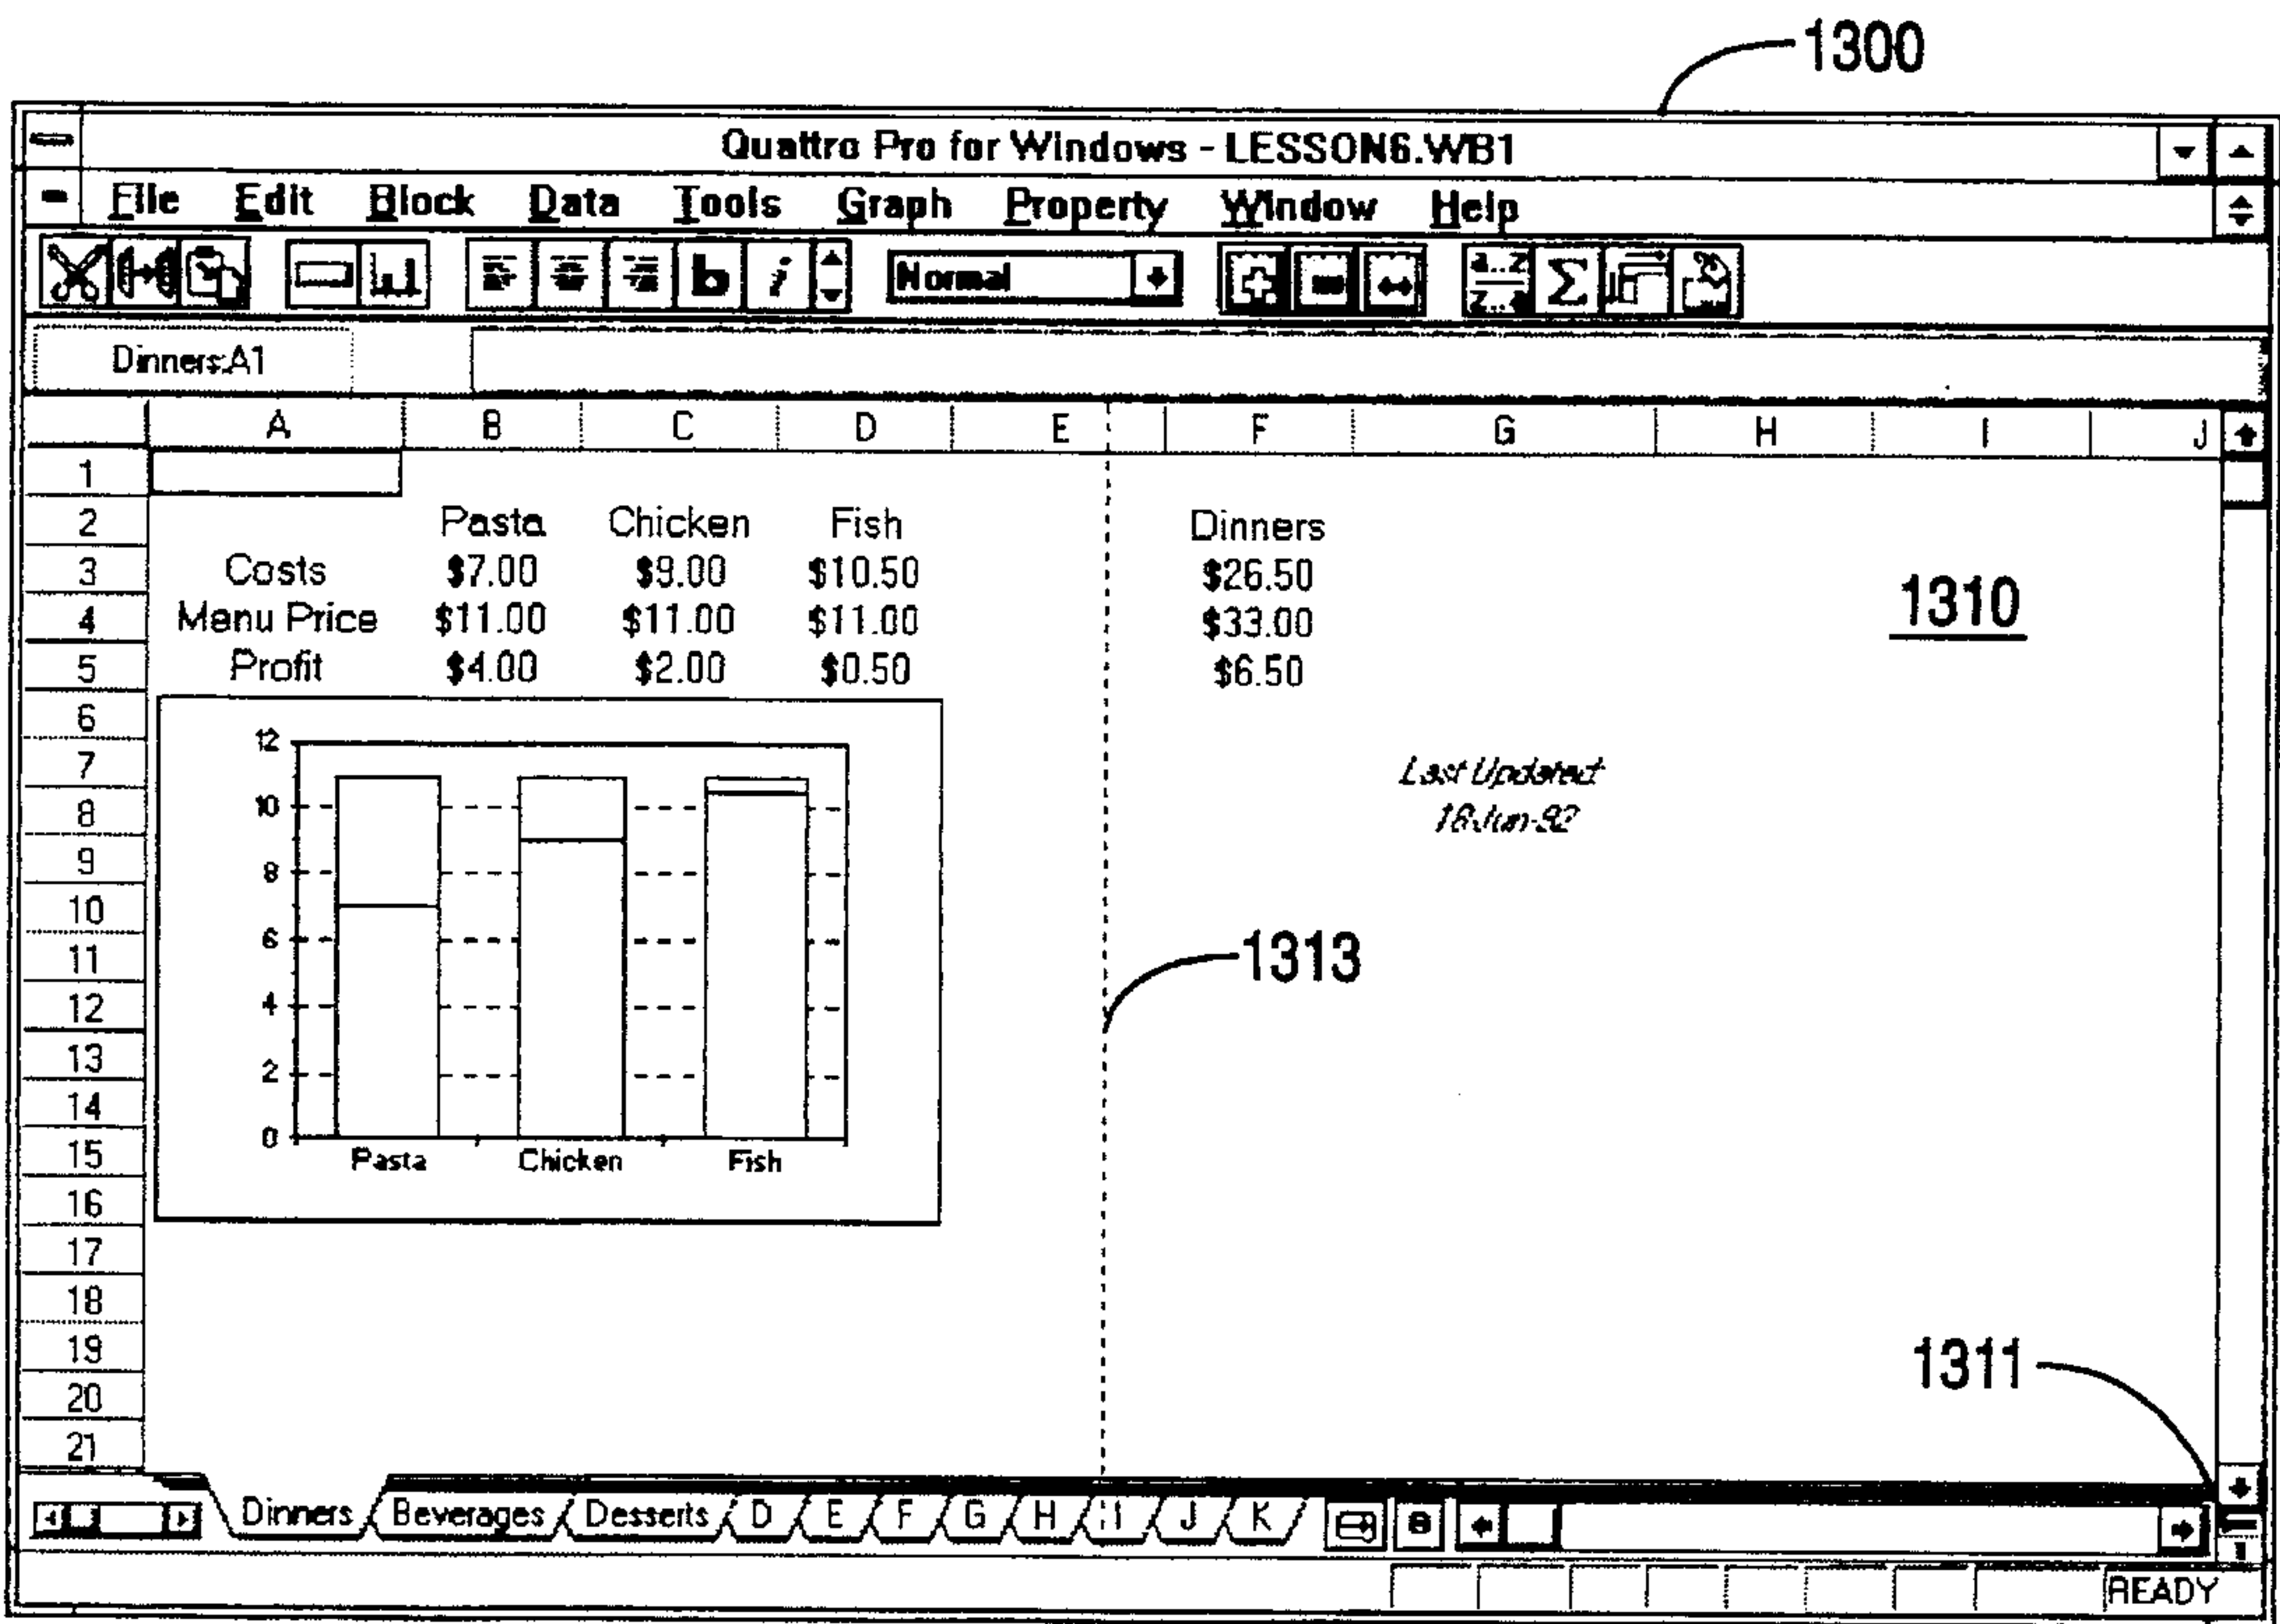 1300
Quattro Pro for Windows - LESSON6.WB1
File Edit Block Data Tools Graph Property Window Help
b i Normal a..z z..a Σ
Dinners:A1
A B C D E F G H I J
1
2 Pasta Chicken Fish Dinners
3 Costs $7.00 $9.00 $10.50 $26.50
1310
4 Menu Price $11.00 $11.00 $11.00 $33.00
5 Profit $4.00 $2.00 $0.50 $6.50
6
12
7 Last Updated:
10
8 18-Jun-92
9
8
10
6
11
1313
4
12
13
2
14
0
15 Pasta Chicken Fish
16
17
18
19
1311
20
21
Dinners Beverages Desserts D E F G H I J K
READY